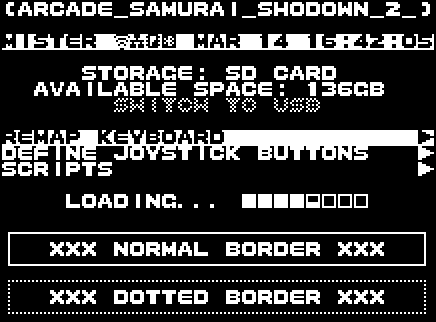 (ARCADE_SAMURAI_SHODOWN_2_)
MISTER MAR 14 16:42:05
STORAGE: SD CARD
AVAILABLE SPACE: 136GB
SWITCH TO USB
REMAP KEYBOARD
DEFINE JOYSTICK BUTTONS
SCRIPTS
LOADING...
XXX NORMAL BORDER XXX
XXX DOTTED BORDER XXX